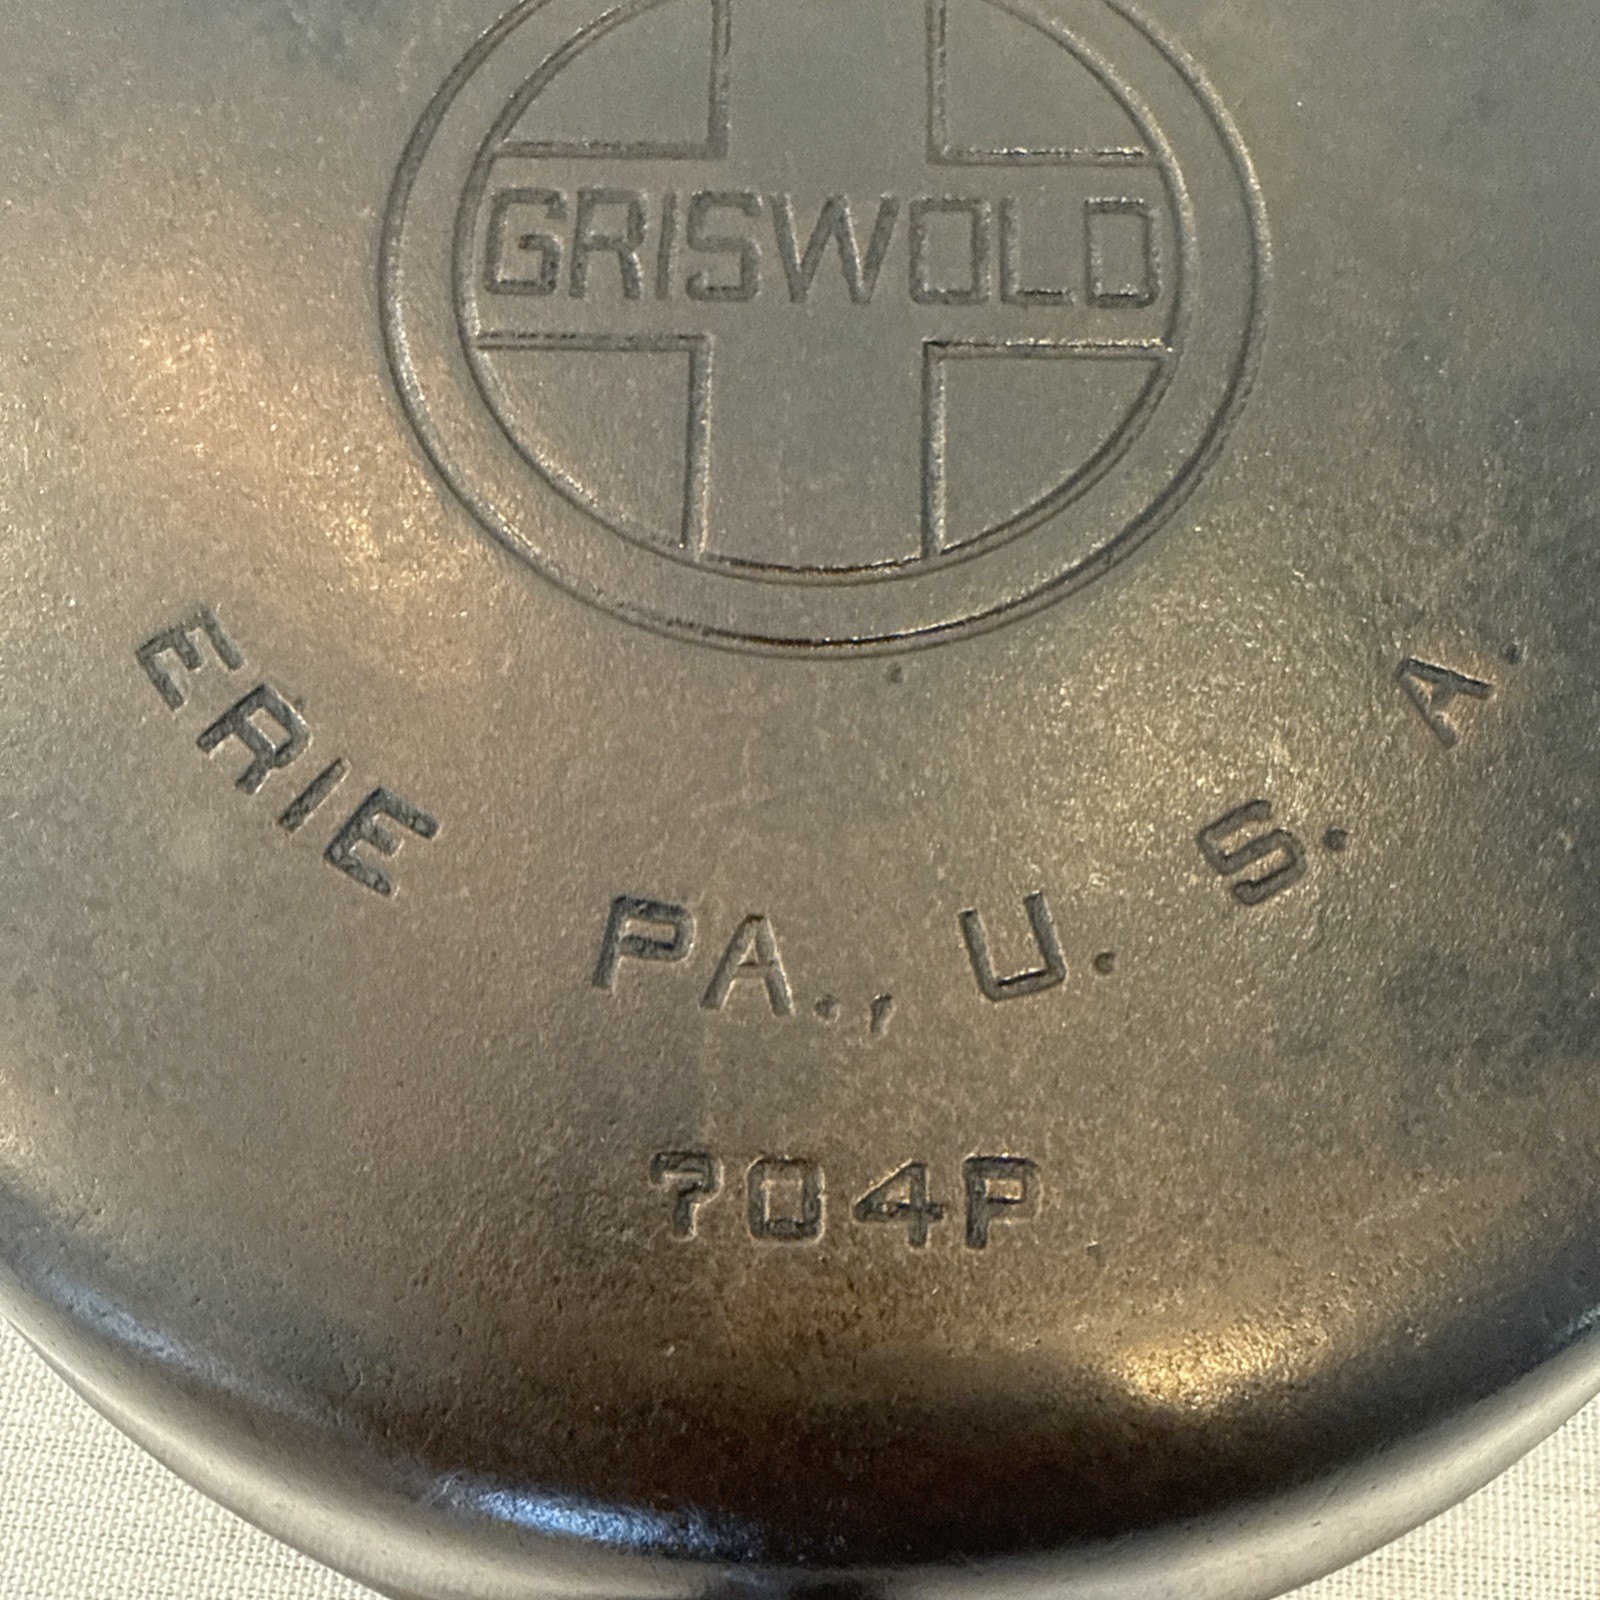 GRISWOLD
ERIE PA., U.S.A.
704P